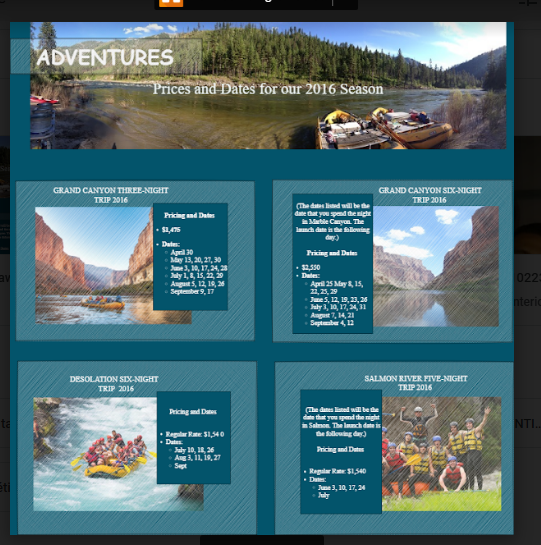 ADVENTURES
Prices and Dates for our 2016 Season
GRAND CANYON THREE-NIGHT
TRIP 2016
Pricing and Dates
• $1,476
• Dates:
○ April 30
○ May 13, 20, 27, 30
○ June 3, 10, 17, 24, 28
○ July 1, 8, 15, 22, 29
○ August 5, 12, 19, 26
○ September 9, 17
GRAND CANYON SIX-NIGHT
TRIP 2016
(The dates listed will be the
date that you spend the night
in Marble Canyon. The
launch date is the following
day.)
Pricing and Dates
• $2,550
• Dates:
○ April 25 May 8, 15,
22, 25, 29
○ June 5, 12, 19, 23, 26
○ July 3, 10, 17, 24, 31
○ August 7, 14, 21
○ September 4, 12
DESOLATION SIX-NIGHT
TRIP 2016
Pricing and Dates
• Regular Rate: $1,54 0
• Dates:
○ July 10, 18, 26
○ Aug 3, 11, 19, 27
○ Sept
SALMON RIVER FIVE-NIGHT
TRIP 2016
(The dates listed will be the
date that you spend the night
in Salmon. The launch date is
the following day.)
Pricing and Dates
• Regular Rate: $1,540
• Dates:
○ June 3, 10, 17, 24
○ July